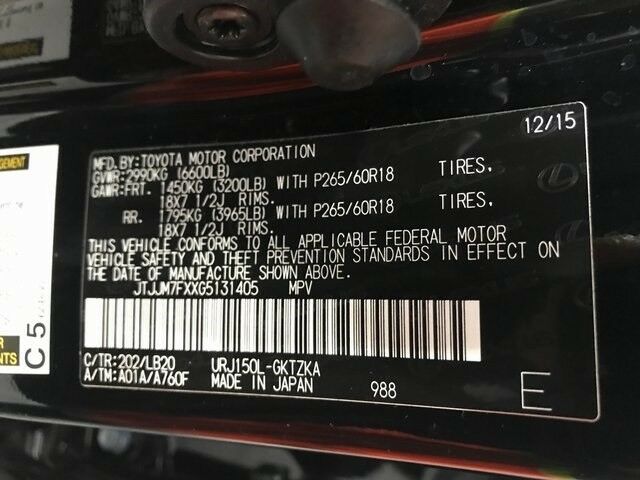 12/15
MFD. BY: TOYOTA MOTOR CORPORATION
GVWR: 2990KG (6600LB)
GAWR: FRT. 1450KG (3200LB) WITH P265/60R18 TIRES,
18X7 1/2J RIMS.
RR. 1795KG (3965LB) WITH P265/60R18 TIRES,
18X7 1/2J RIMS.
THIS VEHICLE CONFORMS TO ALL APPLICABLE FEDERAL MOTOR
VEHICLE SAFETY AND THEFT PREVENTION STANDARDS IN EFFECT ON
THE DATE OF MANUFACTURE SHOWN ABOVE.
JTJJM7FXXG5131405 MPV
C/TR: 202/LB20 URJ150L-GKTZKA
A/TM: A01A/A760F MADE IN JAPAN 988
E
C 5